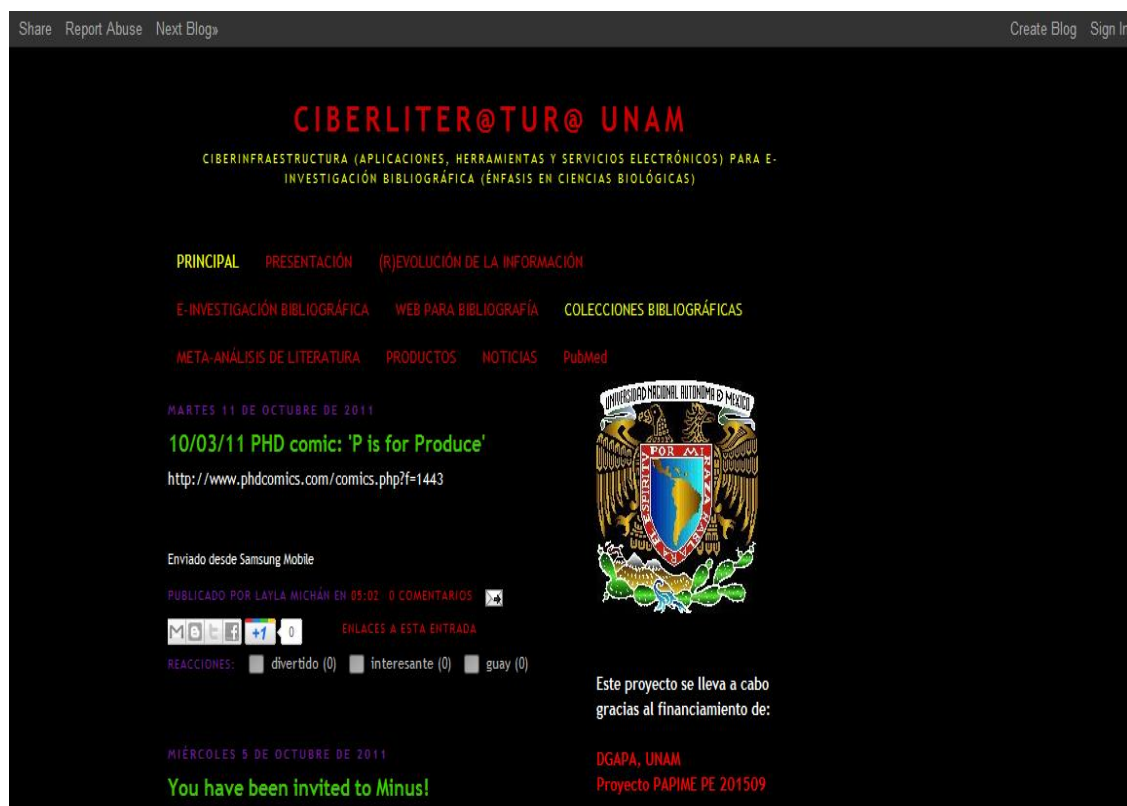 Share Report Abuse Next Blog»
Create Blog Sign In
CIBERLITER@TUR@ UNAM
CIBERINFRAESTRUCTURA (APLICACIONES, HERRAMIENTAS Y SERVICIOS ELECTRÓNICOS) PARA E-
INVESTIGACIÓN BIBLIOGRÁFICA (ÉNFASIS EN CIENCIAS BIOLÓGICAS)
PRINCIPAL PRESENTACIÓN (R)EVOLUCIÓN DE LA INFORMACIÓN
E-INVESTIGACIÓN BIBLIOGRÁFICA WEB PARA BIBLIOGRAFÍA COLECCIONES BIBLIOGRÁFICAS
META-ANÁLISIS DE LITERATURA PRODUCTOS NOTICIAS PubMed
MARTES 11 DE OCTUBRE DE 2011
10/03/11 PHD comic: 'P is for Produce'
http://www.phdcomics.com/comics.php?f=1443
Enviado desde Samsung Mobile
PUBLICADO POR LAYLA MICHÁN EN 05:02 0 COMENTARIOS
+1 0 ENLACES A ESTA ENTRADA
REACCIONES: divertido (0) interesante (0) guay (0)
MIÉRCOLES 5 DE OCTUBRE DE 2011
You have been invited to Minus!
UNIVERSIDAD NACIONAL AUTONOMA D MEXICO
POR MI RAZA HABLARA EL ESPIRITU
Este proyecto se lleva a cabo
gracias al financiamiento de:
DGAPA, UNAM
Proyecto PAPIME PE 201509